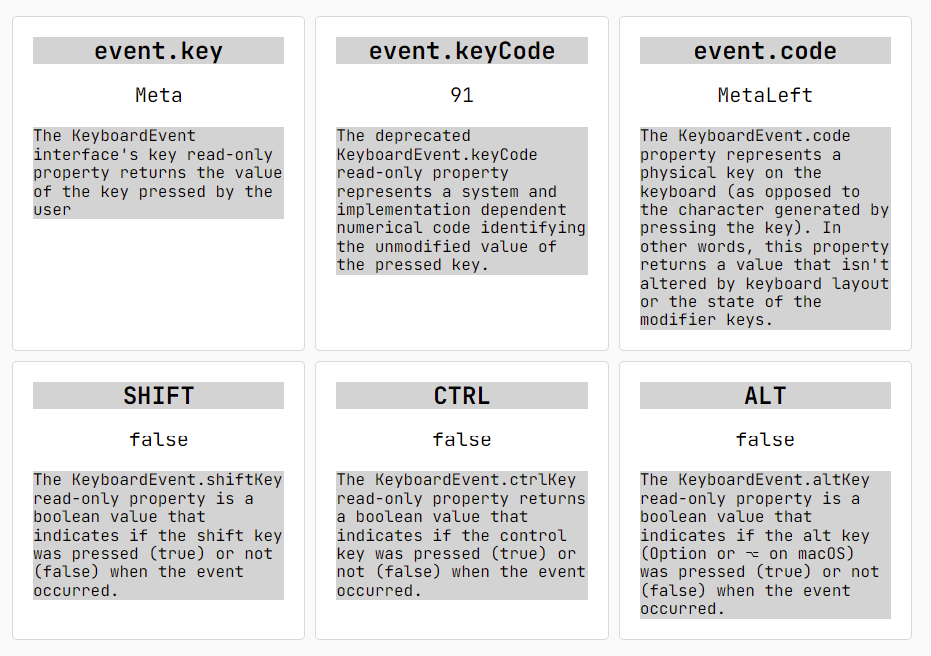 event.key
Meta
The KeyboardEvent
interface's key read-only
property returns the value
of the key pressed by the
user
event.keyCode
91
The deprecated
KeyboardEvent.keyCode
read-only property
represents a system and
implementation dependent
numerical code identifying
the unmodified value of
the pressed key.
event.code
MetaLeft
The KeyboardEvent.code
property represents a
physical key on the
keyboard (as opposed to
the character generated by
pressing the key). In
other words, this property
returns a value that isn't
altered by keyboard layout
or the state of the
modifier keys.
SHIFT
false
The KeyboardEvent.shiftKey
read-only property is a
boolean value that
indicates if the shift key
was pressed (true) or not
(false) when the event
occurred.
CTRL
false
The KeyboardEvent.ctrlKey
read-only property returns
a boolean value that
indicates if the control
key was pressed (true) or
not (false) when the event
occurred.
ALT
false
The KeyboardEvent.altKey
read-only property is a
boolean value that
indicates if the alt key
(Option or ⌥ on macOS)
was pressed (true) or not
(false) when the event
occurred.